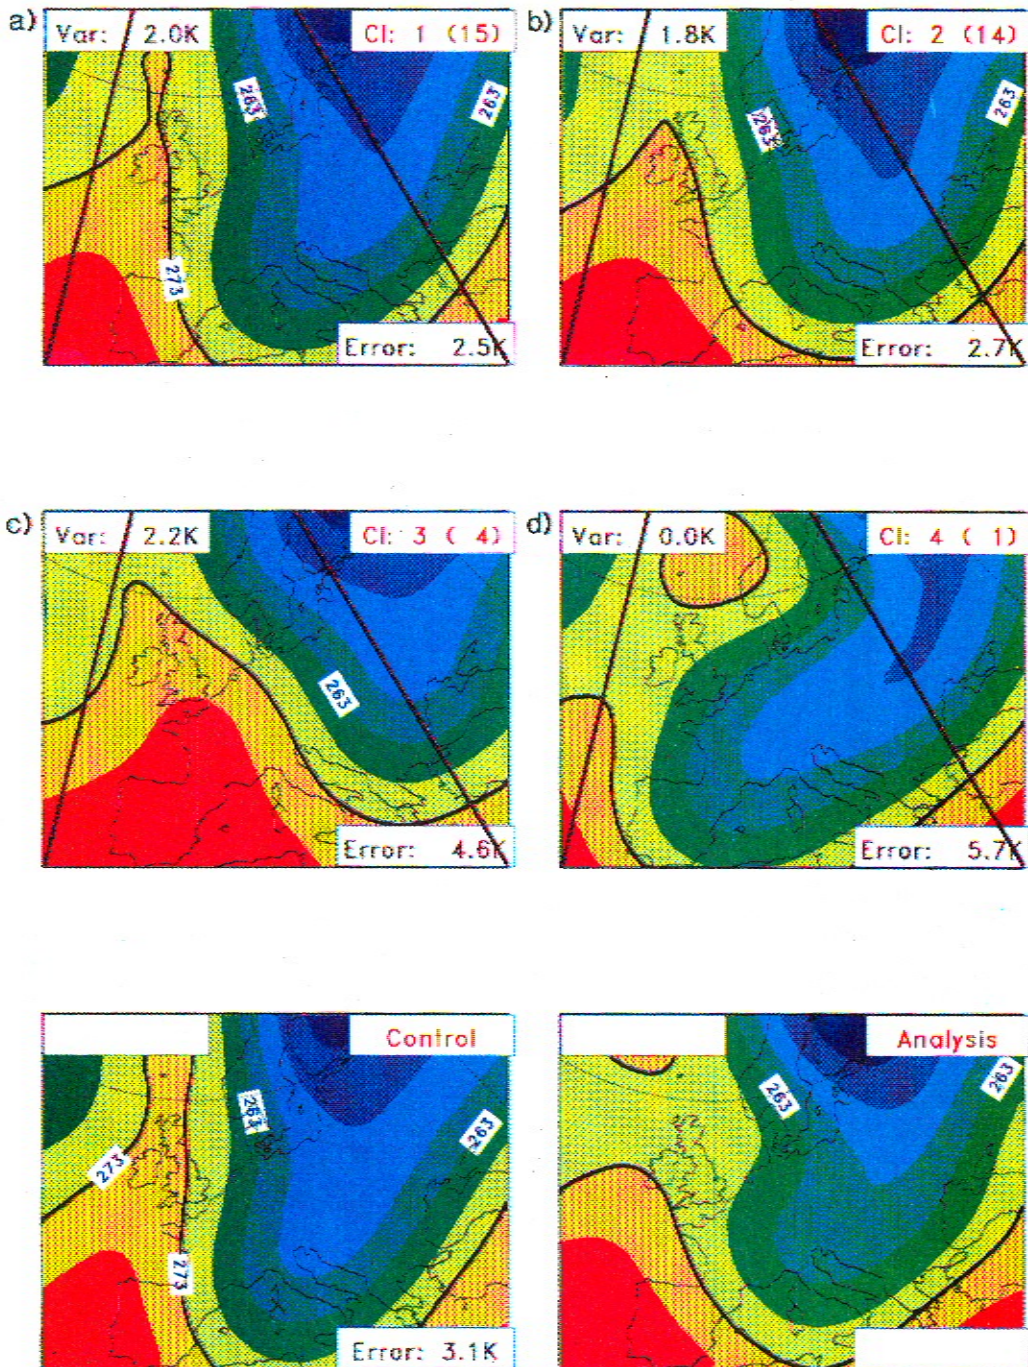 a) Var: 2.0K Cl: 1 (15)
263
263
273
Error: 2.5K
b) Var: 1.8K Cl: 2 (14)
263
263
Error: 2.7K
c) Var: 2.2K Cl: 3 ( 4)
263
Error: 4.6K
d) Var: 0.0K Cl: 4 ( 1)
Error: 5.7K
Control
263
263
273
273
Error: 3.1K
Analysis
263
263